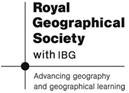 Royal
Geographical
Society
with IBG
Advancing geography
and geographical learning